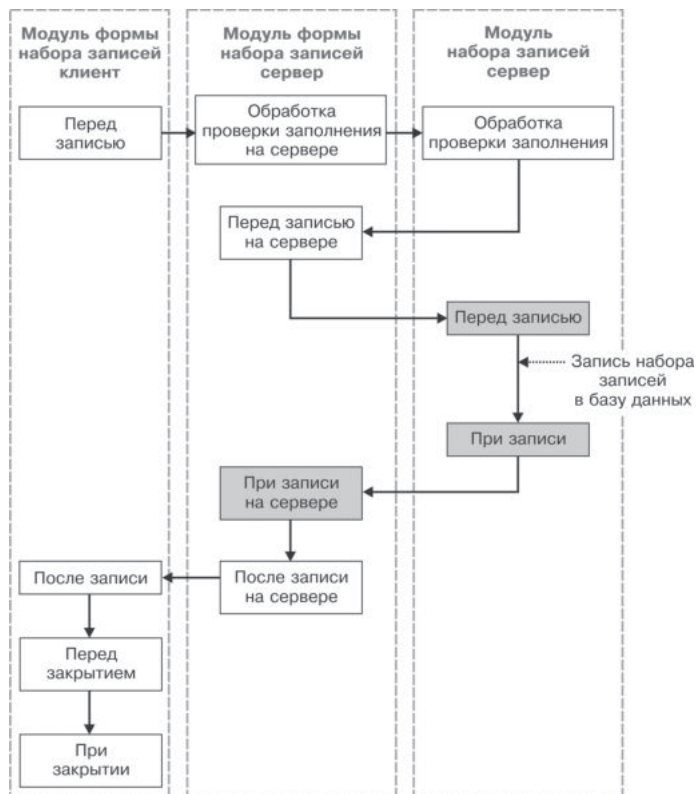 Модуль формы
набора записей
клиент
Модуль формы
набора записей
сервер
Модуль
набора записей
сервер
Перед
записью
Обработка
проверки заполнения
на сервере
Обработка
проверки заполнения
Перед записью
на сервере
Перед записью
Запись набора
записей
в базу данных
При записи
При записи
на сервере
После записи
После записи
на сервере
Перед
закрытием
При
закрытии